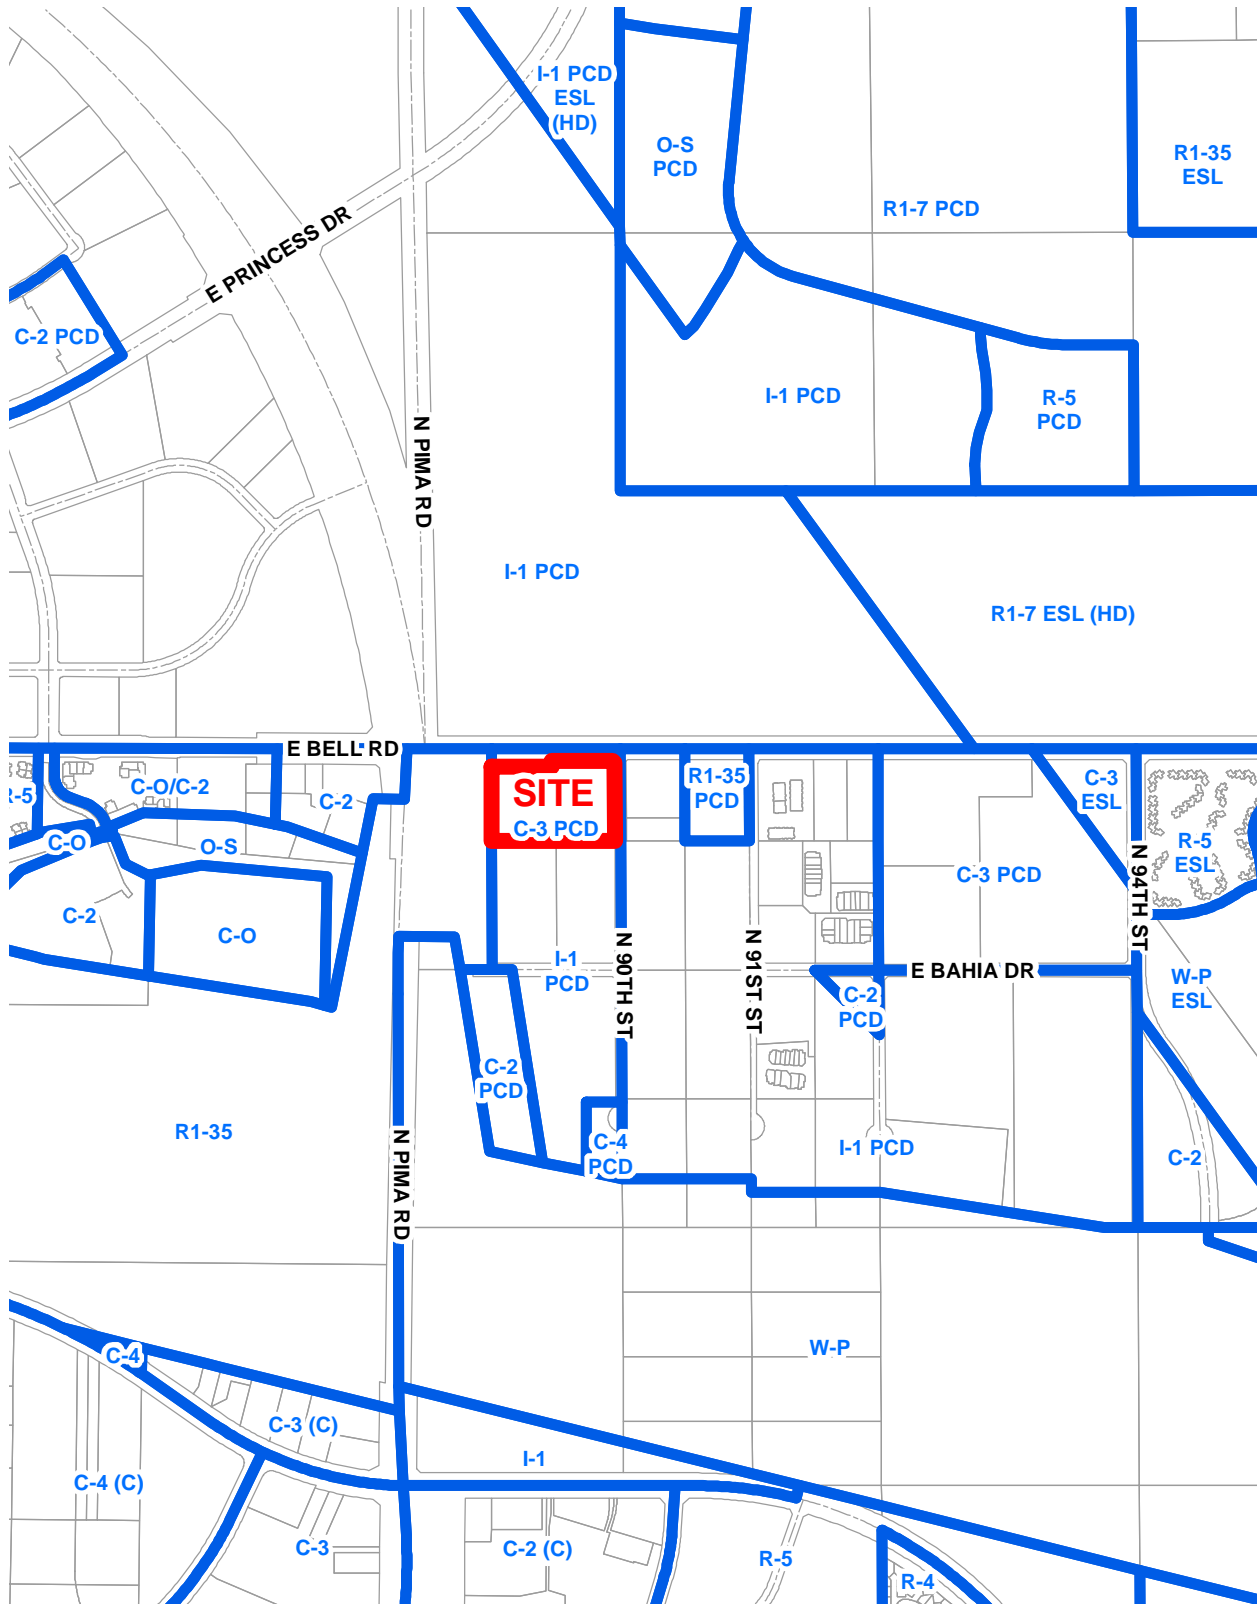 I-1 PCD
ESL
(HD)
O-S
PCD
R1-35
ESL
R1-7 PCD
E PRINCESS DR
C-2 PCD
I-1 PCD
R-5
PCD
N PIMA RD
I-1 PCD
R1-7 ESL (HD)
E BELL RD
SITE
C-3 PCD
R1-35
PCD
C-3
ESL
R-5
C-O/C-2
C-2
C-O
O-S
R-5
ESL
C-3 PCD
N 94TH ST
C-2
C-O
I-1
PCD
N 90TH ST
N 91ST ST
E BAHIA DR
C-2
PCD
W-P
ESL
C-2
PCD
R1-35
N PIMA RD
C-4
PCD
I-1 PCD
C-2
W-P
C-4
C-3 (C)
I-1
C-4 (C)
C-3
C-2 (C)
R-5
R-4